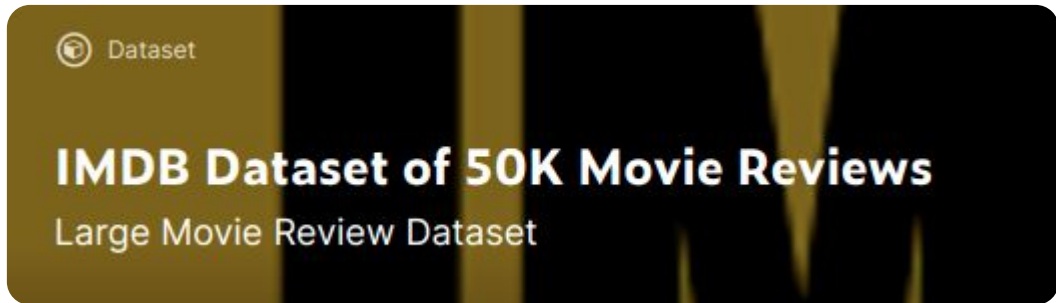 Dataset
IMDB Dataset of 50K Movie Reviews
Large Movie Review Dataset